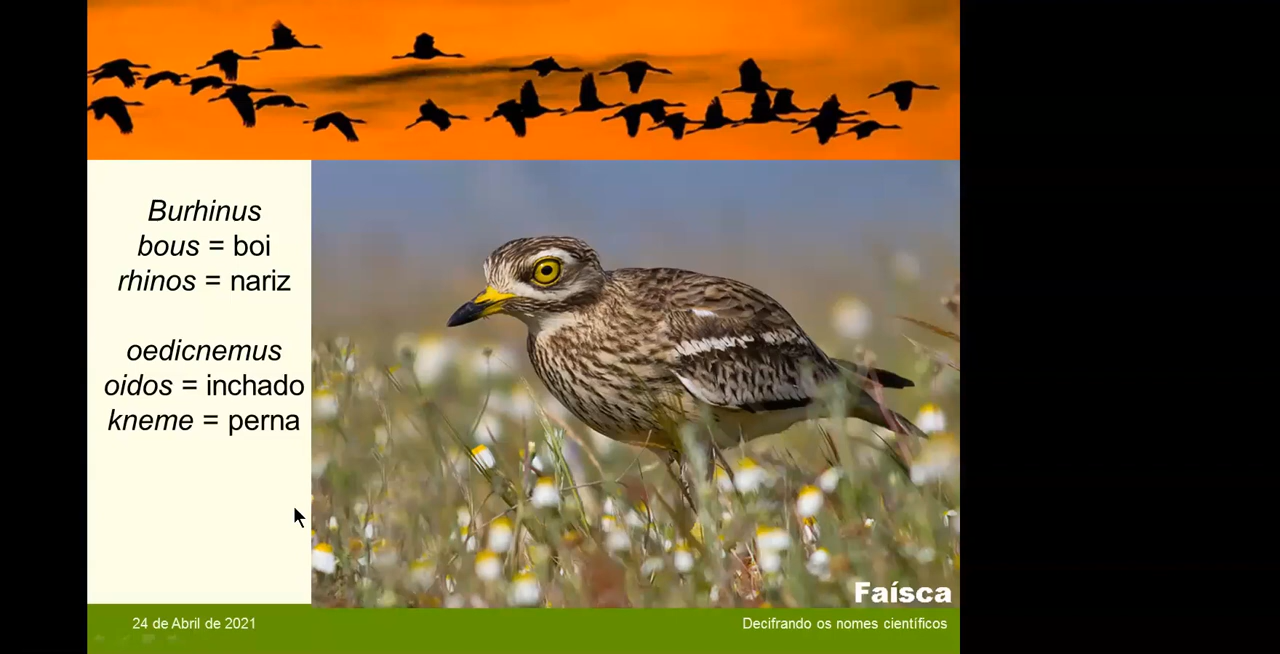 Burhinus
bous = boi
rhinos = nariz
oedicnemus
oidos = inchado
kneme = perna
Faísca
24 de Abril de 2021
Decifrando os nomes científicos